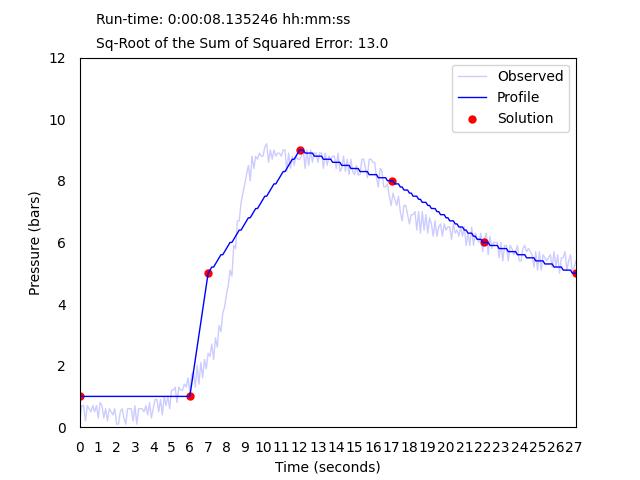 Run-time: 0:00:08.135246 hh:mm:ss
Sq-Root of the Sum of Squared Error: 13.0
12
10
8
6
4
2
0
Pressure (bars)
Observed
Profile
Solution
0 1 2 3 4 5 6 7 8 9 10 11 12 13 14 15 16 17 18 19 20 21 22 23 24 25 26 27
Time (seconds)